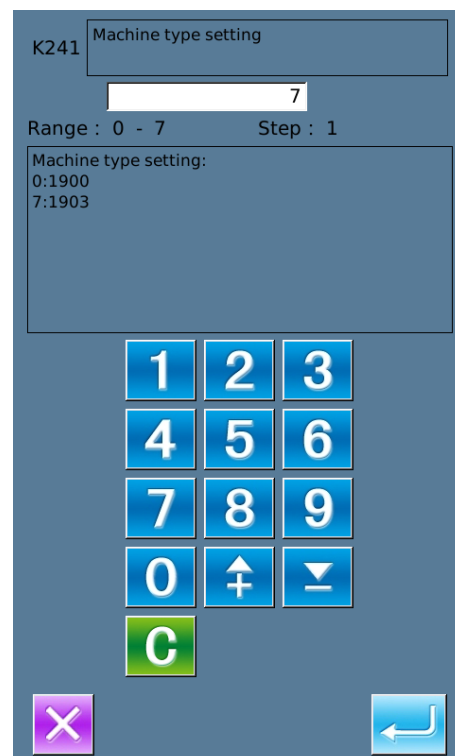 K241 Machine type setting
7
Range : 0 - 7 Step : 1
Machine type setting:
0:1900
7:1903
1 2 3
4 5 6
7 8 9
0
C